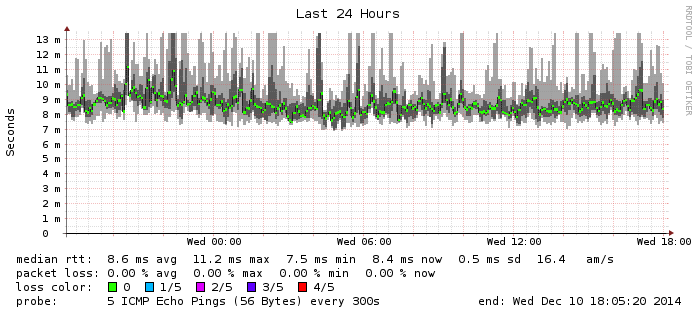 Last 24 Hours
RRDTOOL / TOBI OETIKER
Seconds
13 m
12 m
11 m
10 m
9 m
8 m
7 m
6 m
5 m
4 m
3 m
2 m
1 m
0
Wed 00:00 Wed 06:00 Wed 12:00 Wed 18:00
median rtt: 8.6 ms avg 11.2 ms max 7.5 ms min 8.4 ms now 0.5 ms sd 16.4 am/s
packet loss: 0.00 % avg 0.00 % max 0.00 % min 0.00 % now
loss color: 0 1/5 2/5 3/5 4/5
probe: 5 ICMP Echo Pings (56 Bytes) every 300s end: Wed Dec 10 18:05:20 2014